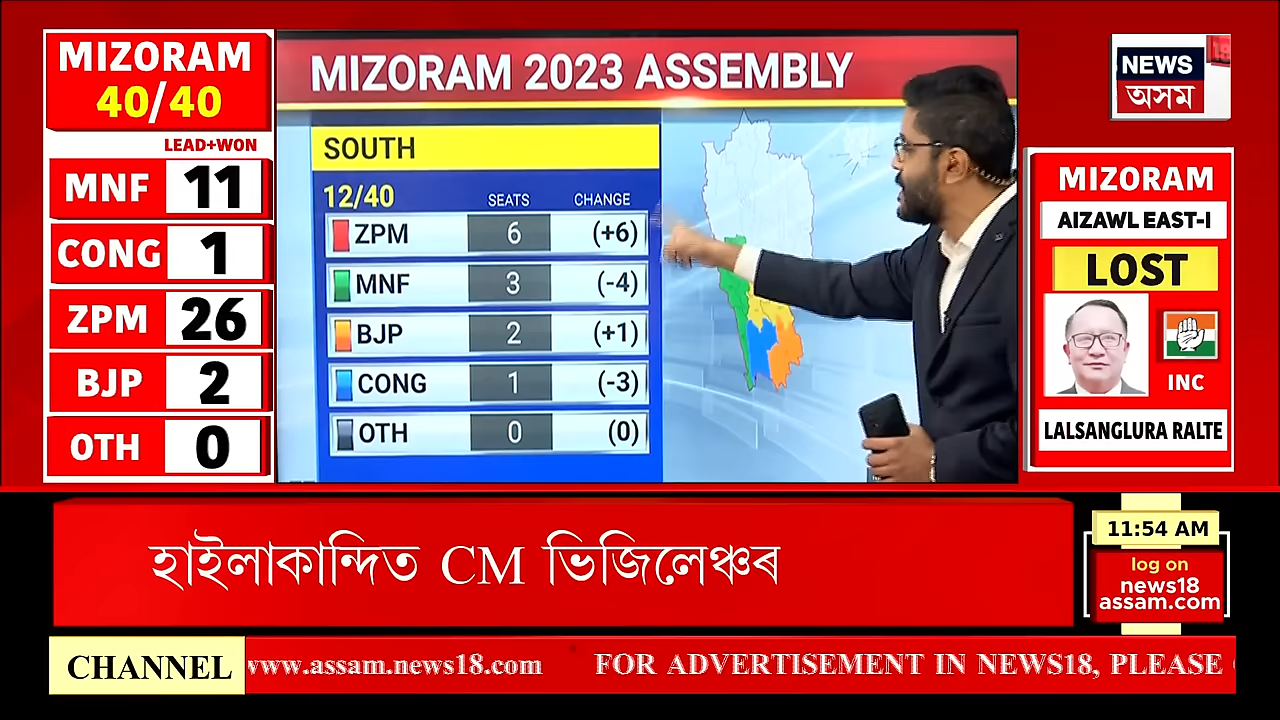 MIZORAM
40/40
LEAD+WON
MNF 11
CONG 1
ZPM 26
BJP 2
OTH 0
MIZORAM 2023 ASSEMBLY
SOUTH
12/40 SEATS CHANGE
ZPM 6 (+6)
MNF 3 (-4)
BJP 2 (+1)
CONG 1 (-3)
OTH 0 (0)
NEWS
অসম
MIZORAM
AIZAWL EAST-I
LOST
INC
LALSANGLURA RALTE
হাইলাকান্দিত CM ভিজিলেঞ্চৰ
11:54 AM
log on
news18
assam.com
CHANNEL www.assam.news18.com FOR ADVERTISEMENT IN NEWS18, PLEASE